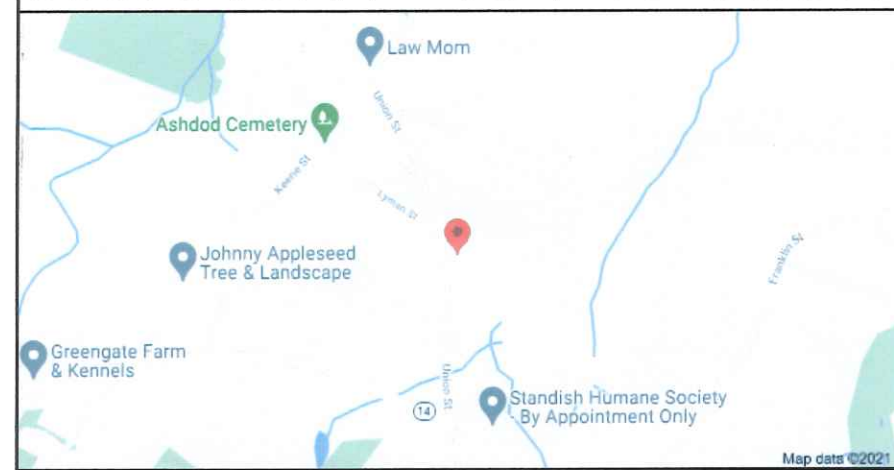 Law Mom
Union St
Ashdod Cemetery
Keene St
Lyman St
Franklin St
Johnny Appleseed
Tree & Landscape
Greengate Farm
& Kennels
Union St
14
Standish Humane Society
- By Appointment Only
Map data ©2021